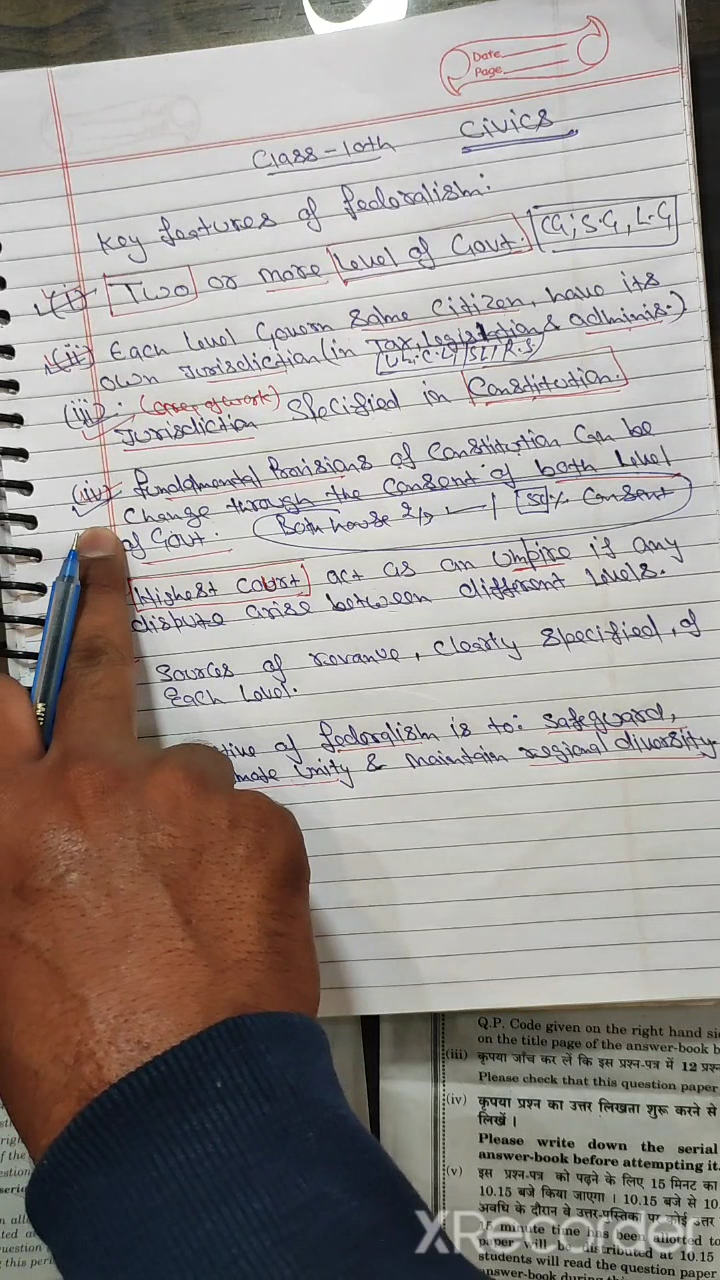 Date
Page
Class-10th Civics
Key features of federalism:
(i) Two or more Level of Govt. CG, S.G, L.G
(ii) Each Level Govern Same Citizen, have its
own Jurisdiction (in Tax, legislation & adminis.)
U.L, C.L, S.L, R.S
(area of work)
(iii) Jurisdiction Specified in Constitution.
(iv) fundamental Provisions of Constitution Can be
Change through the Consent of both Level
of Govt. Both house 2/3 50% Consent
Highest court act as an Umpire if any
dispute arise between different Levels.
Sources of revanue, clearly specified, of
Each Level.
tive of federalism is to: safeguard,
mote Unity & Maintain regional diversity
Q.P. Code given on the right hand si
on the title page of the answer-book b
(iii) कृपया जाँच कर लें कि इस प्रश्न-पत्र में 12 प्रश्न
Please check that this question paper
(iv) कृपया प्रश्न का उत्तर लिखना शुरू करने से
लिखें ।
Please write down the serial
answer-book before attempting it.
(v) इस प्रश्न-पत्र को पढ़ने के लिए 15 मिनट का
10.15 बजे किया जाएगा । 10.15 बजे से 10.
अवधि के दौरान वे उत्तर-पुस्तिका पर कोई उत्तर
15 minute time has been allotted to
paper will be distributed at 10.15
students will read the question paper
answer-book during
XRecorder